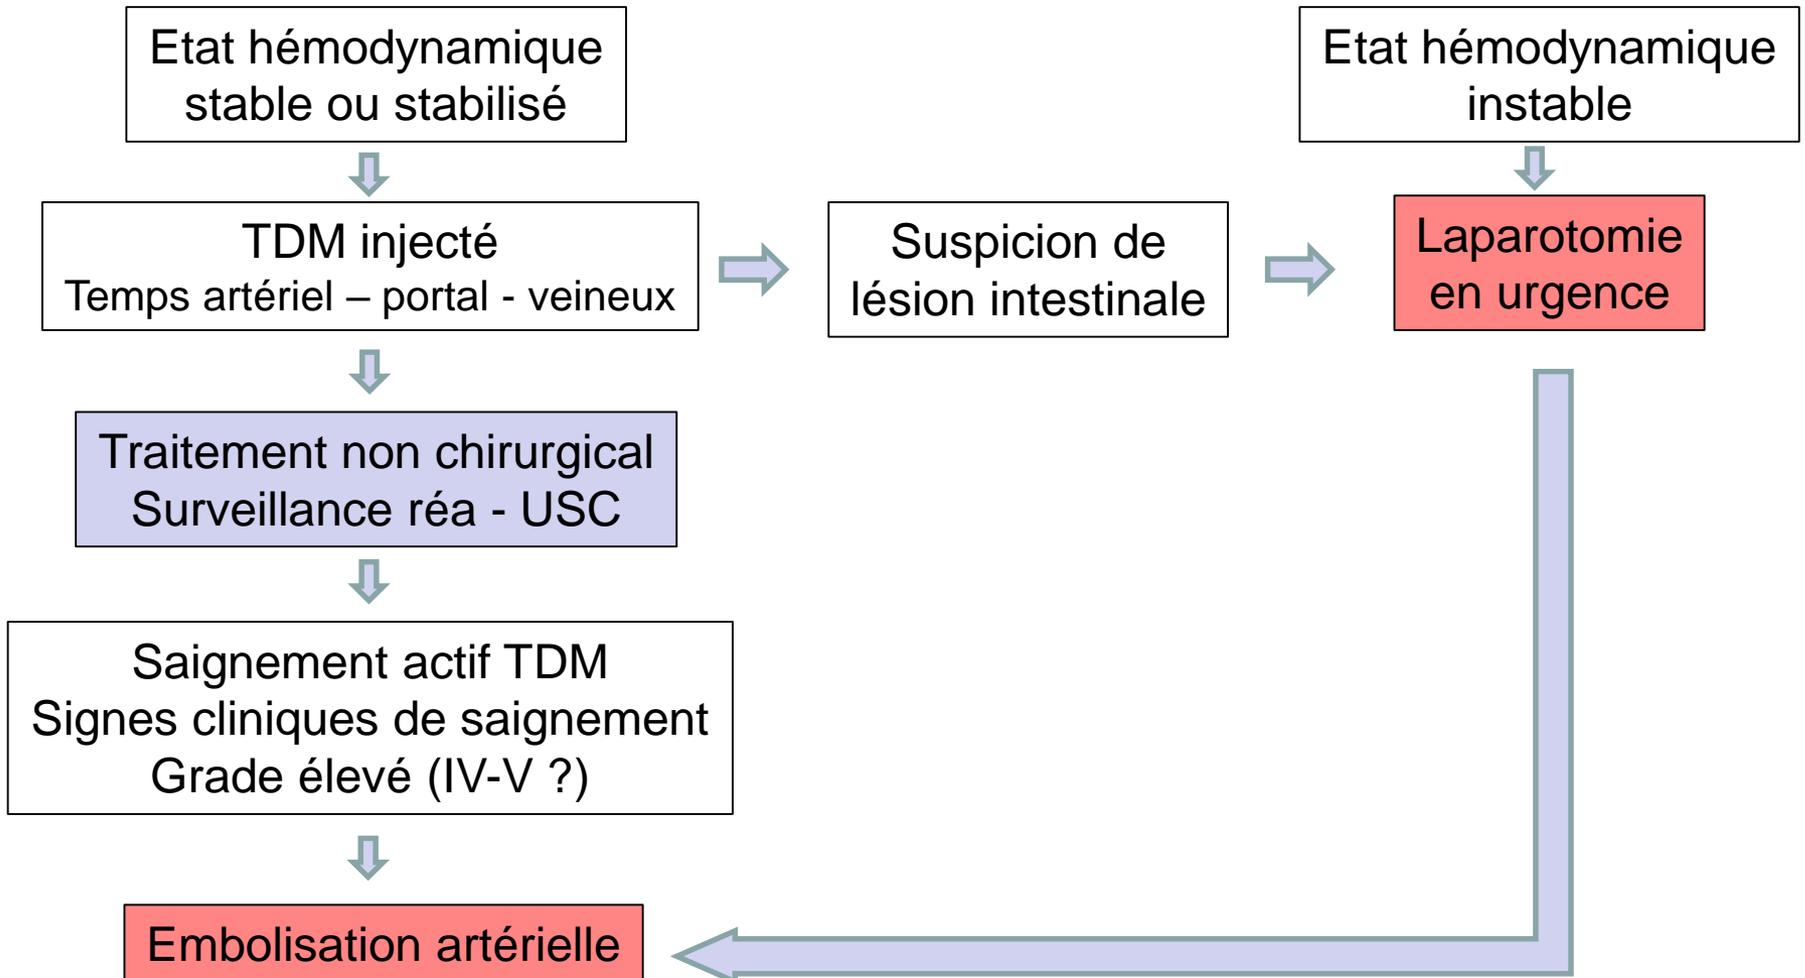 Etat hémodynamique
stable ou stabilisé
Etat hémodynamique
instable
TDM injecté
Temps artériel – portal - veineux
Suspicion de
lésion intestinale
Laparotomie
en urgence
Traitement non chirurgical
Surveillance réa - USC
Saignement actif TDM
Signes cliniques de saignement
Grade élevé (IV-V ?)
Embolisation artérielle